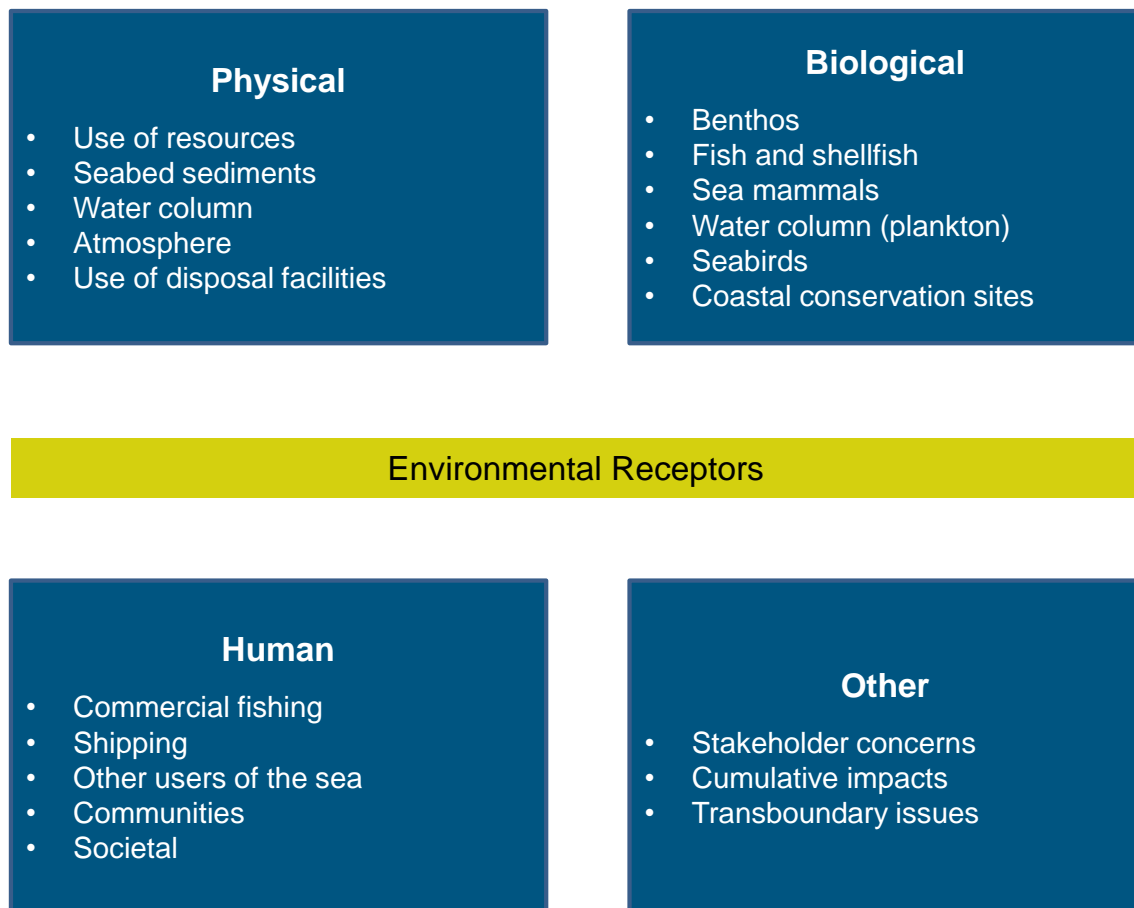 Physical
• Use of resources
• Seabed sediments
• Water column
• Atmosphere
• Use of disposal facilities
Biological
• Benthos
• Fish and shellfish
• Sea mammals
• Water column (plankton)
• Seabirds
• Coastal conservation sites
Environmental Receptors
Human
• Commercial fishing
• Shipping
• Other users of the sea
• Communities
• Societal
Other
• Stakeholder concerns
• Cumulative impacts
• Transboundary issues